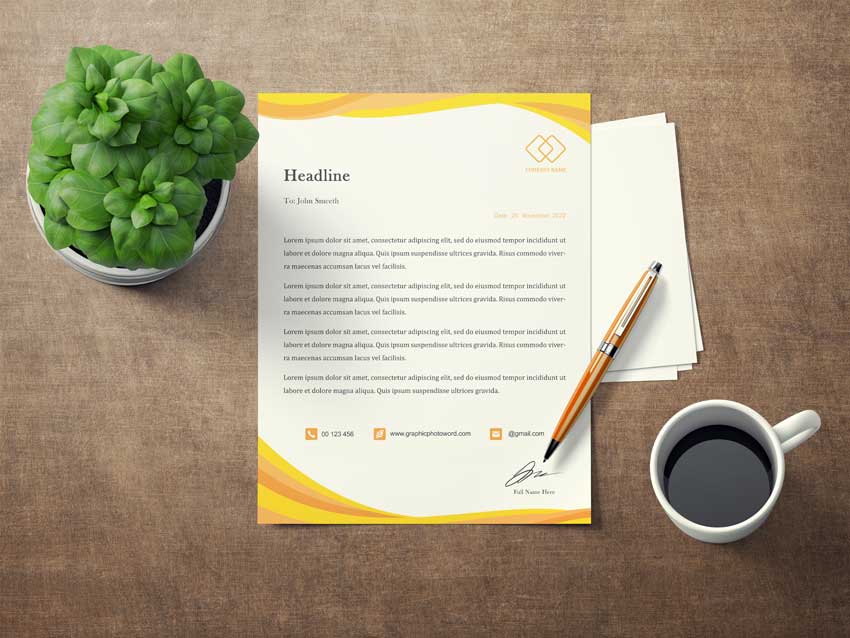 COMPANY NAME
Headline
To: John Smeeth
Date: 25 November 2022
Lorem ipsum dolor sit amet, consectetur adipiscing elit, sed do eiusmod tempor incididunt ut
labore et dolore magna aliqua. Quis ipsum suspendisse ultrices gravida. Risus commodo viver-
ra maecenas accumsan lacus vel facilisis.
Lorem ipsum dolor sit amet, consectetur adipiscing elit, sed do eiusmod tempor incididunt ut
labore et dolore magna aliqua. Quis ipsum suspendisse ultrices gravida. Risus commodo viver-
ra maecenas accumsan lacus vel facilisis.
Lorem ipsum dolor sit amet, consectetur adipiscing elit, sed do eiusmod tempor incididunt ut
labore et dolore magna aliqua. Quis ipsum suspendisse ultrices gravida. Risus commodo viver-
ra maecenas accumsan lacus vel facilisis.
Lorem ipsum dolor sit amet, consectetur adipiscing elit, sed do eiusmod tempor incididunt ut
labore et dolore magna aliqua. Quis ipsum suspendisse ultrices gravida.
00 123 456 www.graphicphotoword.com @gmail.com
Full Name Here